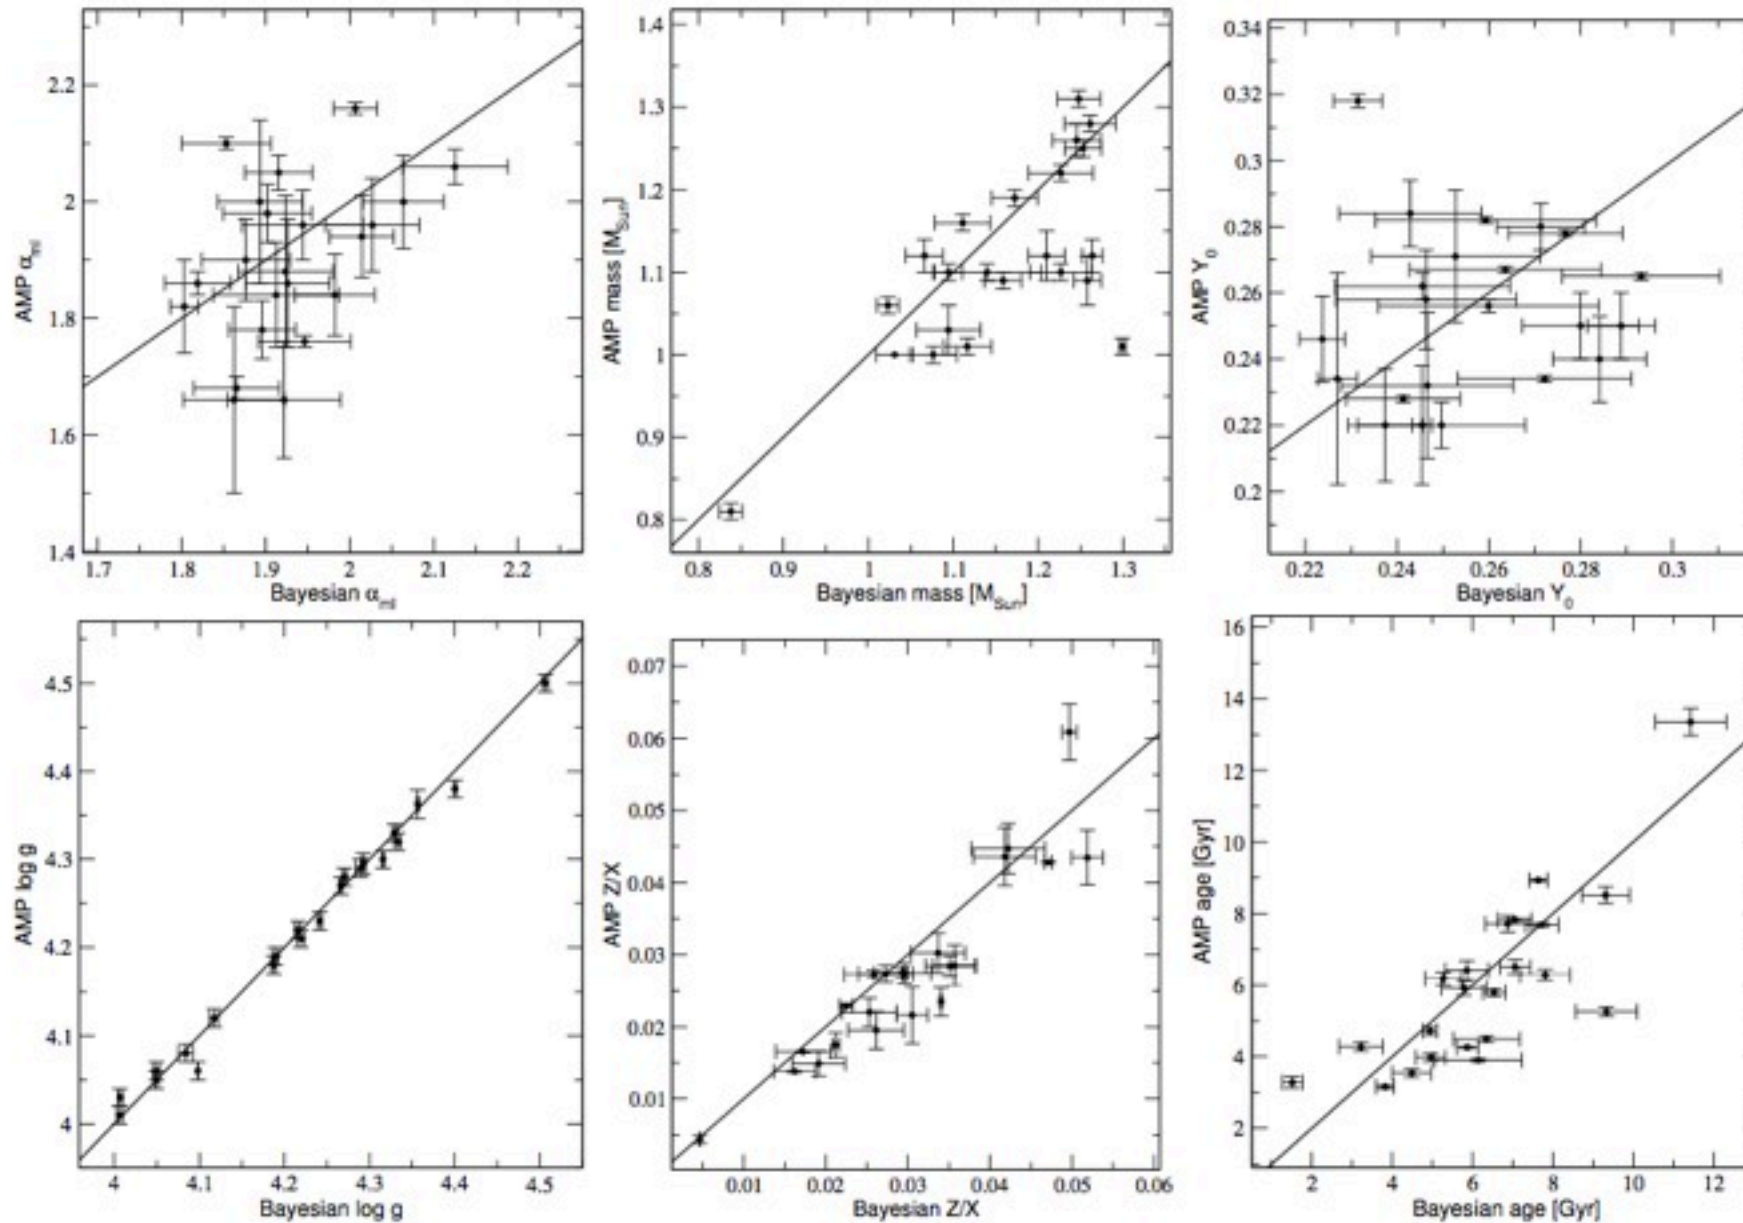 2.2
2
1.8
1.6
1.4
AMP α_ml
1.7 1.8 1.9 2 2.1 2.2
Bayesian α_ml
1.4
1.3
1.2
1.1
1
0.9
0.8
AMP mass [M_Sun]
0.8 0.9 1 1.1 1.2 1.3
Bayesian mass [M_Sun]
0.34
0.32
0.3
0.28
0.26
0.24
0.22
0.2
AMP Y_0
0.22 0.24 0.26 0.28 0.3
Bayesian Y_0
4.5
4.4
4.3
4.2
4.1
4
AMP log g
4 4.1 4.2 4.3 4.4 4.5
Bayesian log g
0.07
0.06
0.05
0.04
0.03
0.02
0.01
AMP Z/X
0.01 0.02 0.03 0.04 0.05 0.06
Bayesian Z/X
16
14
12
10
8
6
4
2
AMP age [Gyr]
2 4 6 8 10 12
Bayesian age [Gyr]